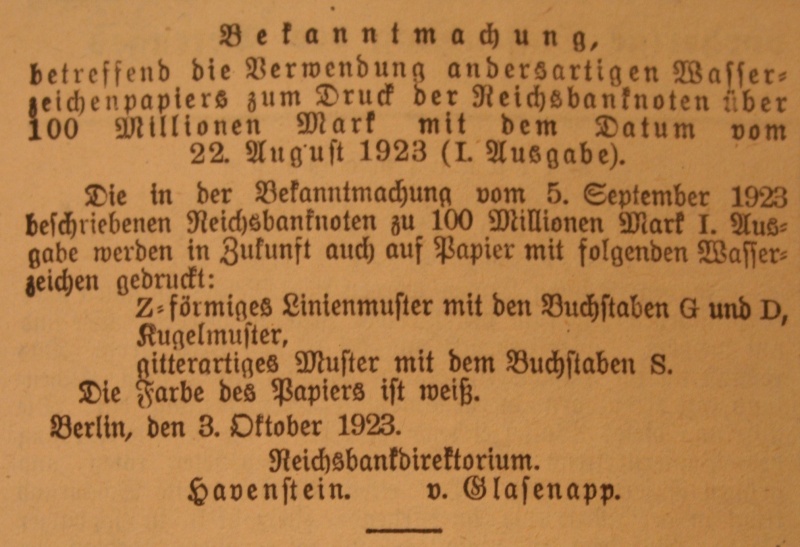 Bekanntmachung,
betreffend die Verwendung andersartigen Wasser-
zeichenpapiers zum Druck der Reichsbanknoten über
100 Millionen Mark mit dem Datum vom
22. August 1923 (I. Ausgabe).
Die in der Bekanntmachung vom 5. September 1923
beschriebenen Reichsbanknoten zu 100 Millionen Mark I. Aus-
gabe werden in Zukunft auch auf Papier mit folgenden Wasser-
zeichen gedruckt:
Z-förmiges Linienmuster mit den Buchstaben G und D,
Kugelmuster,
gitterartiges Muster mit dem Buchstaben S.
Die Farbe des Papiers ist weiß.
Berlin, den 3. Oktober 1923.
Reichsbankdirektorium.
Havenstein. v. Glasenapp.